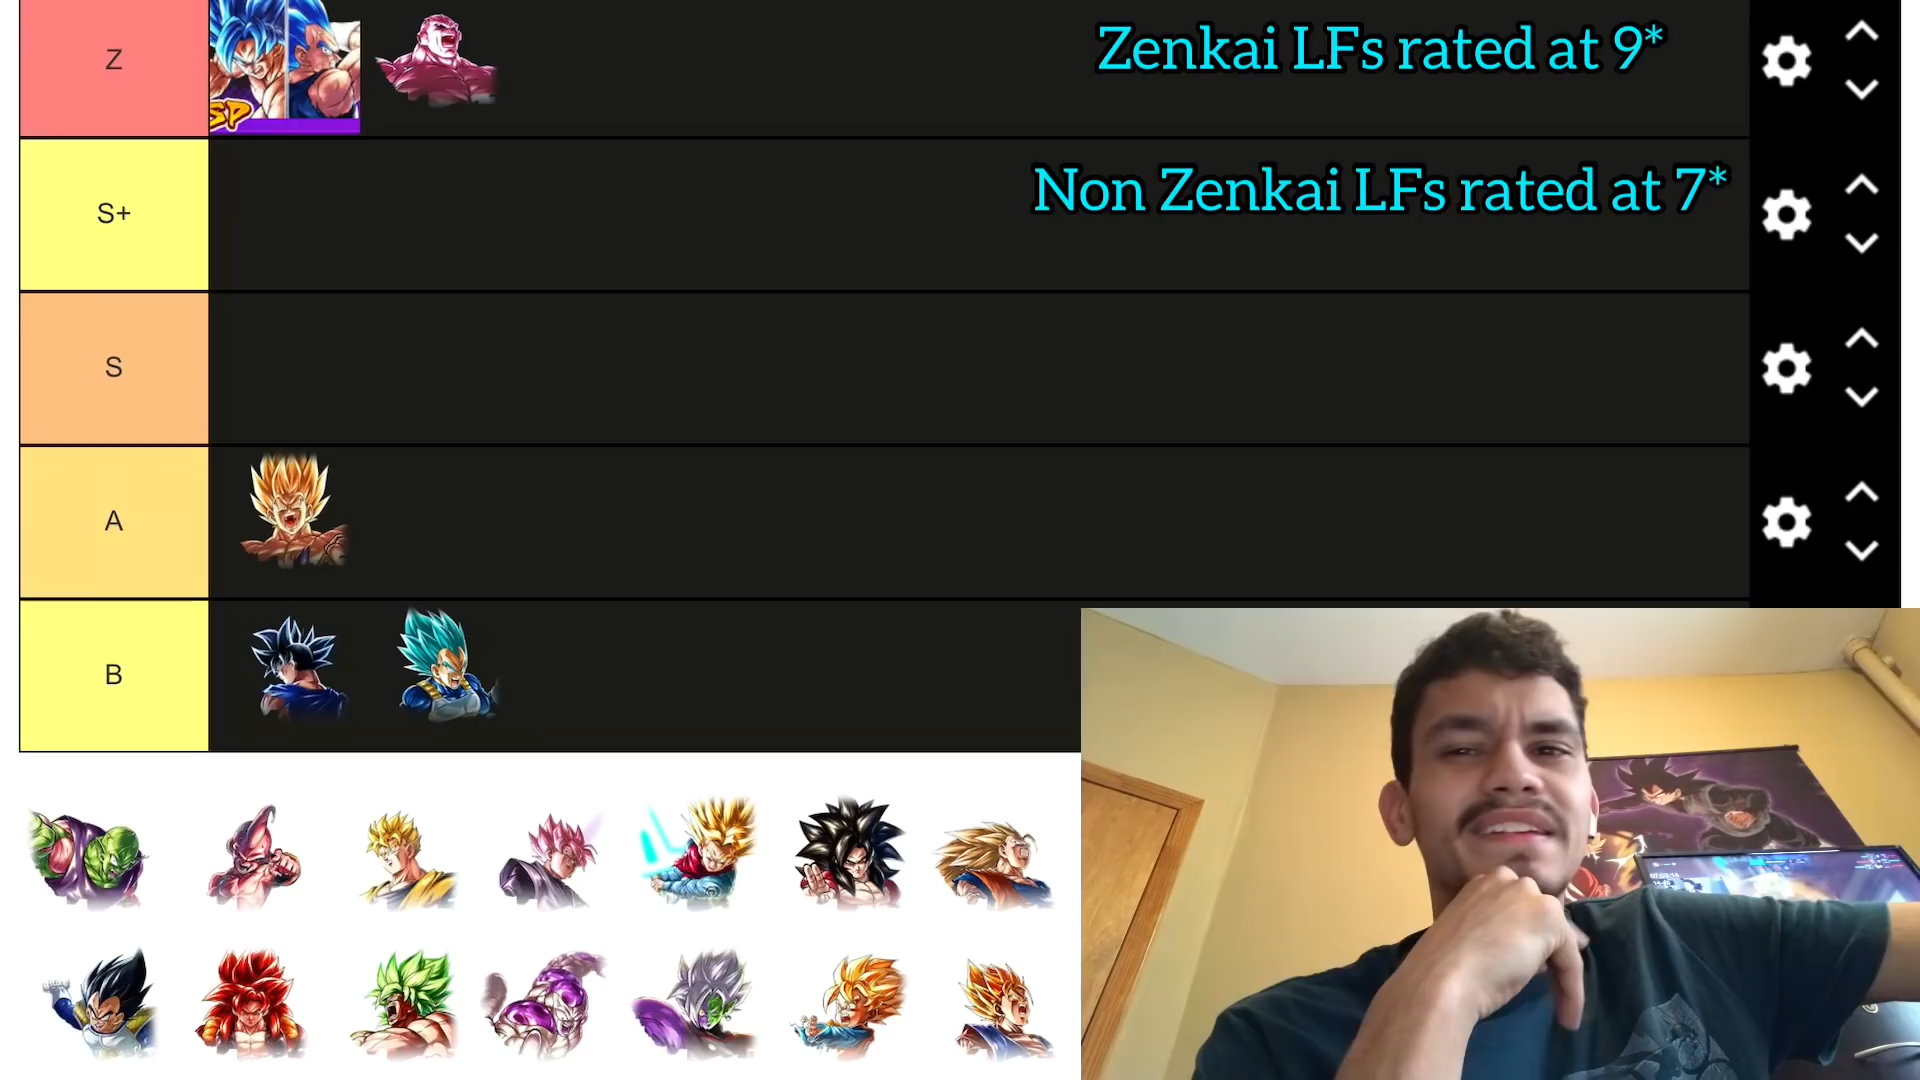 Z
SP
Zenkai LFs rated at 9*
S+
Non Zenkai LFs rated at 7*
S
A
B